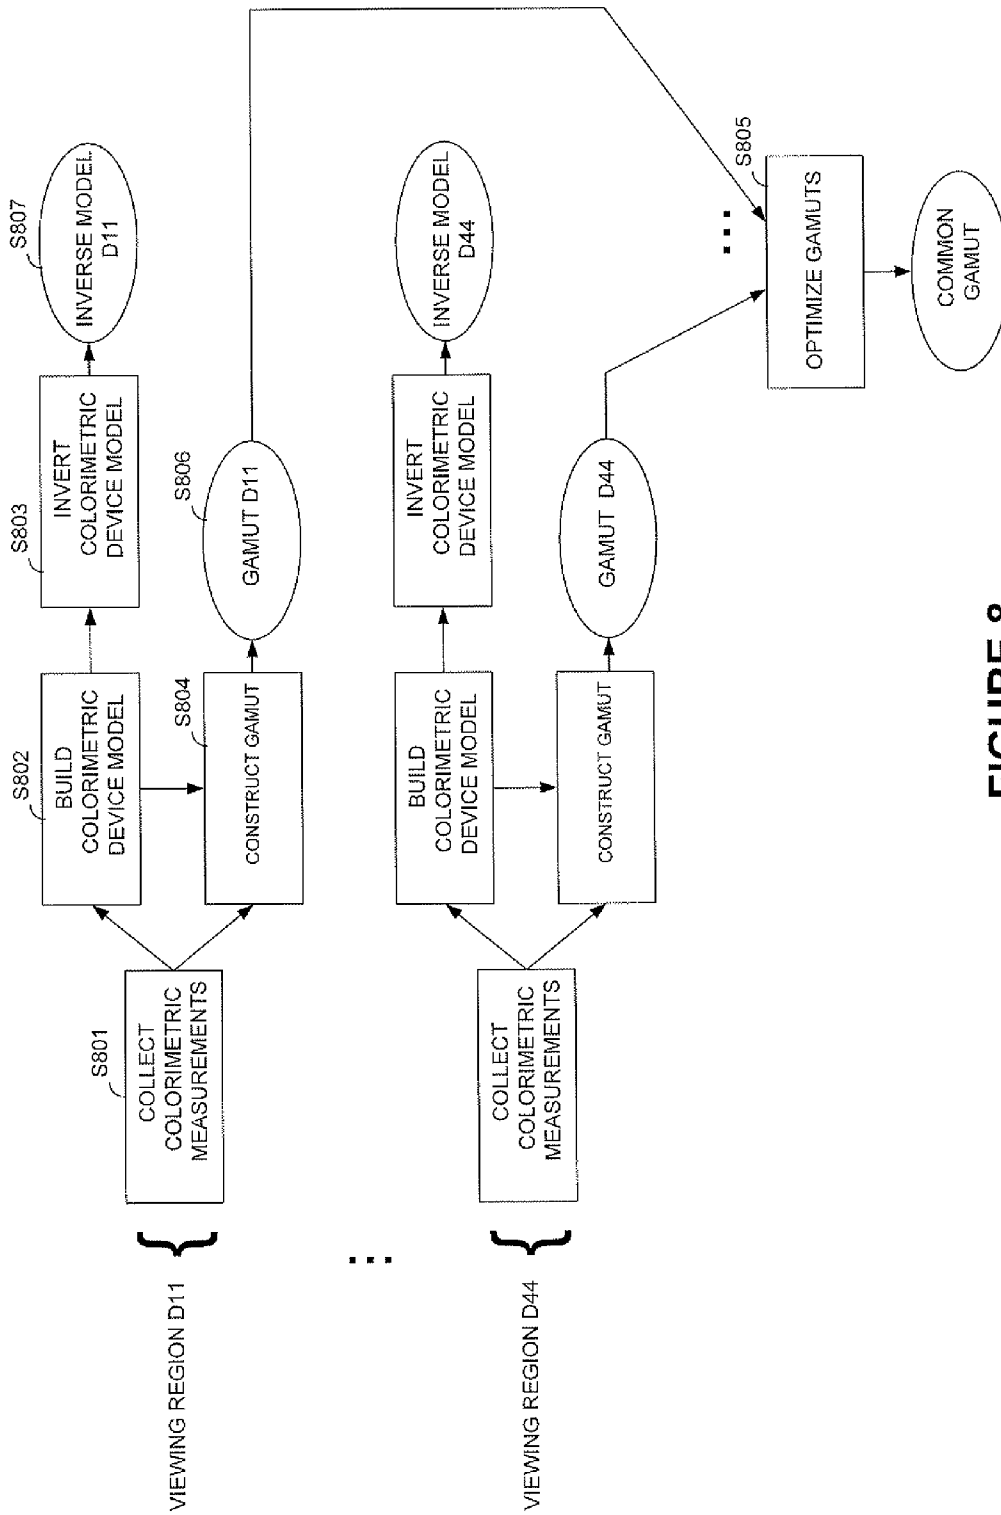 VIEWING REGION D11
S801
COLLECT
COLORIMETRIC
MEASUREMENTS
S802
BUILD
COLORIMETRIC
DEVICE MODEL
S803
INVERT
COLORIMETRIC
DEVICE MODEL
S807
INVERSE MODEL
D11
S804
CONSTRUCT GAMUT
S806
GAMUT D11
...
VIEWING REGION D44
COLLECT
COLORIMETRIC
MEASUREMENTS
BUILD
COLORIMETRIC
DEVICE MODEL
INVERT
COLORIMETRIC
DEVICE MODEL
INVERSE MODEL
D44
CONSTRUCT GAMUT
GAMUT D44
...
S805
OPTIMIZE GAMUTS
COMMON
GAMUT
FIGURE 8